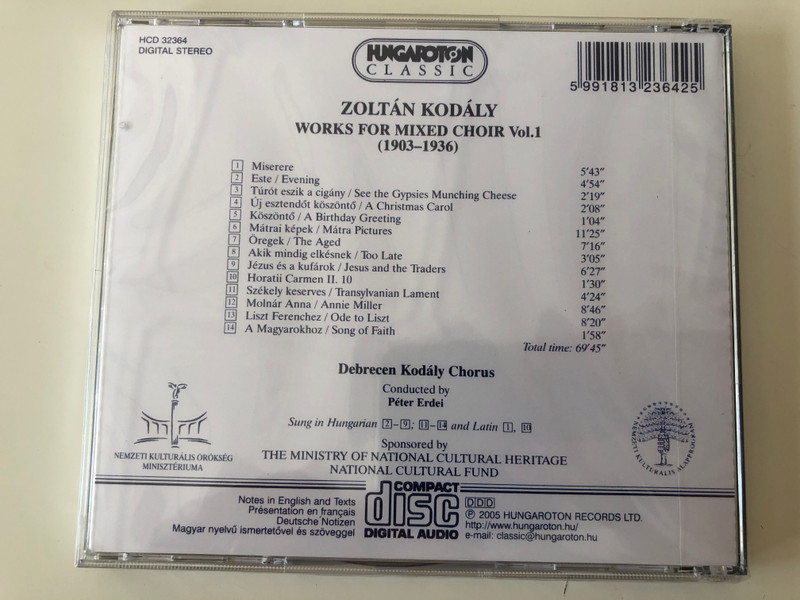 HCD 32364
DIGITAL STEREO
HUNGAROTON
CLASSIC
5 991813 236425
ZOLTÁN KODÁLY
WORKS FOR MIXED CHOIR Vol.1
(1903–1936)
1 Miserere 5'43"
2 Este / Evening 4'54"
3 Túrót eszik a cigány / See the Gypsies Munching Cheese 2'19"
4 Új esztendőt köszöntő / A Christmas Carol 2'08"
5 Köszöntő / A Birthday Greeting 1'04"
6 Mátrai képek / Mátra Pictures 11'25"
7 Öregek / The Aged 7'16"
8 Akik mindig elkésnek / Too Late 3'05"
9 Jézus és a kufárok / Jesus and the Traders 6'27"
10 Horatii Carmen II. 10 1'30"
11 Székely keserves / Transylvanian Lament 4'24"
12 Molnár Anna / Annie Miller 8'46"
13 Liszt Ferenchez / Ode to Liszt 8'20"
14 A Magyarokhoz / Song of Faith 1'58"
Total time: 69'45"
Debrecen Kodály Chorus
Conducted by
Péter Erdei
Sung in Hungarian 2–9; 11–14 and Latin 1, 10
Sponsored by
THE MINISTRY OF NATIONAL CULTURAL HERITAGE
NATIONAL CULTURAL FUND
NEMZETI KULTURÁLIS ÖRÖKSÉG
MINISZTÉRIUMA
NEMZETI KULTURÁLIS ALAPPROGRAM
Notes in English and Texts
Présentation en français
Deutsche Notizen
Magyar nyelvű ismertetővel és szöveggel
COMPACT
disc
DIGITAL AUDIO
DDD
℗ 2005 HUNGAROTON RECORDS LTD.
http://www.hungaroton.hu/
e-mail: classic@hungaroton.hu